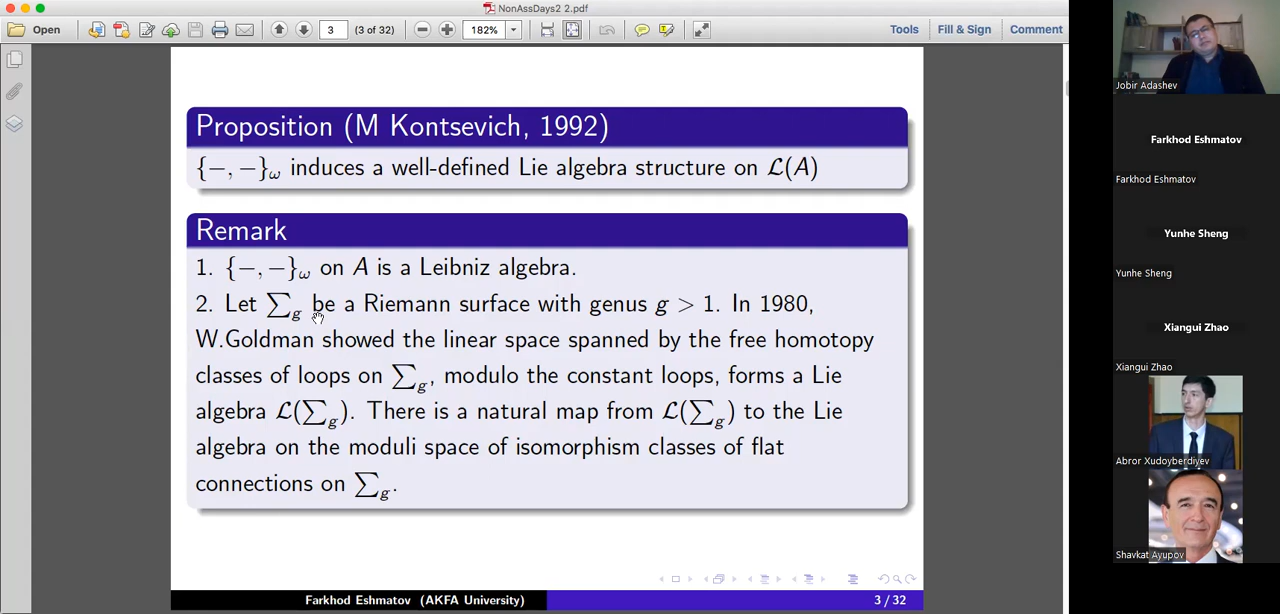 NonAssDays2 2.pdf
Open
3
(3 of 32)
182%
Tools
Fill & Sign
Comment
Proposition (M Kontsevich, 1992)
{−, −}ω induces a well-defined Lie algebra structure on ℒ(A)
Remark
1. {−, −}ω on A is a Leibniz algebra.
2. Let ∑g be a Riemann surface with genus g > 1. In 1980,
W.Goldman showed the linear space spanned by the free homotopy
classes of loops on ∑g, modulo the constant loops, forms a Lie
algebra ℒ(∑g). There is a natural map from ℒ(∑g) to the Lie
algebra on the moduli space of isomorphism classes of flat
connections on ∑g.
Farkhod Eshmatov (AKFA University)
3 / 32
Jobir Adashev
Farkhod Eshmatov
Farkhod Eshmatov
Yunhe Sheng
Yunhe Sheng
Xiangui Zhao
Xiangui Zhao
Abror Xudoyberdiyev
Shavkat Ayupov